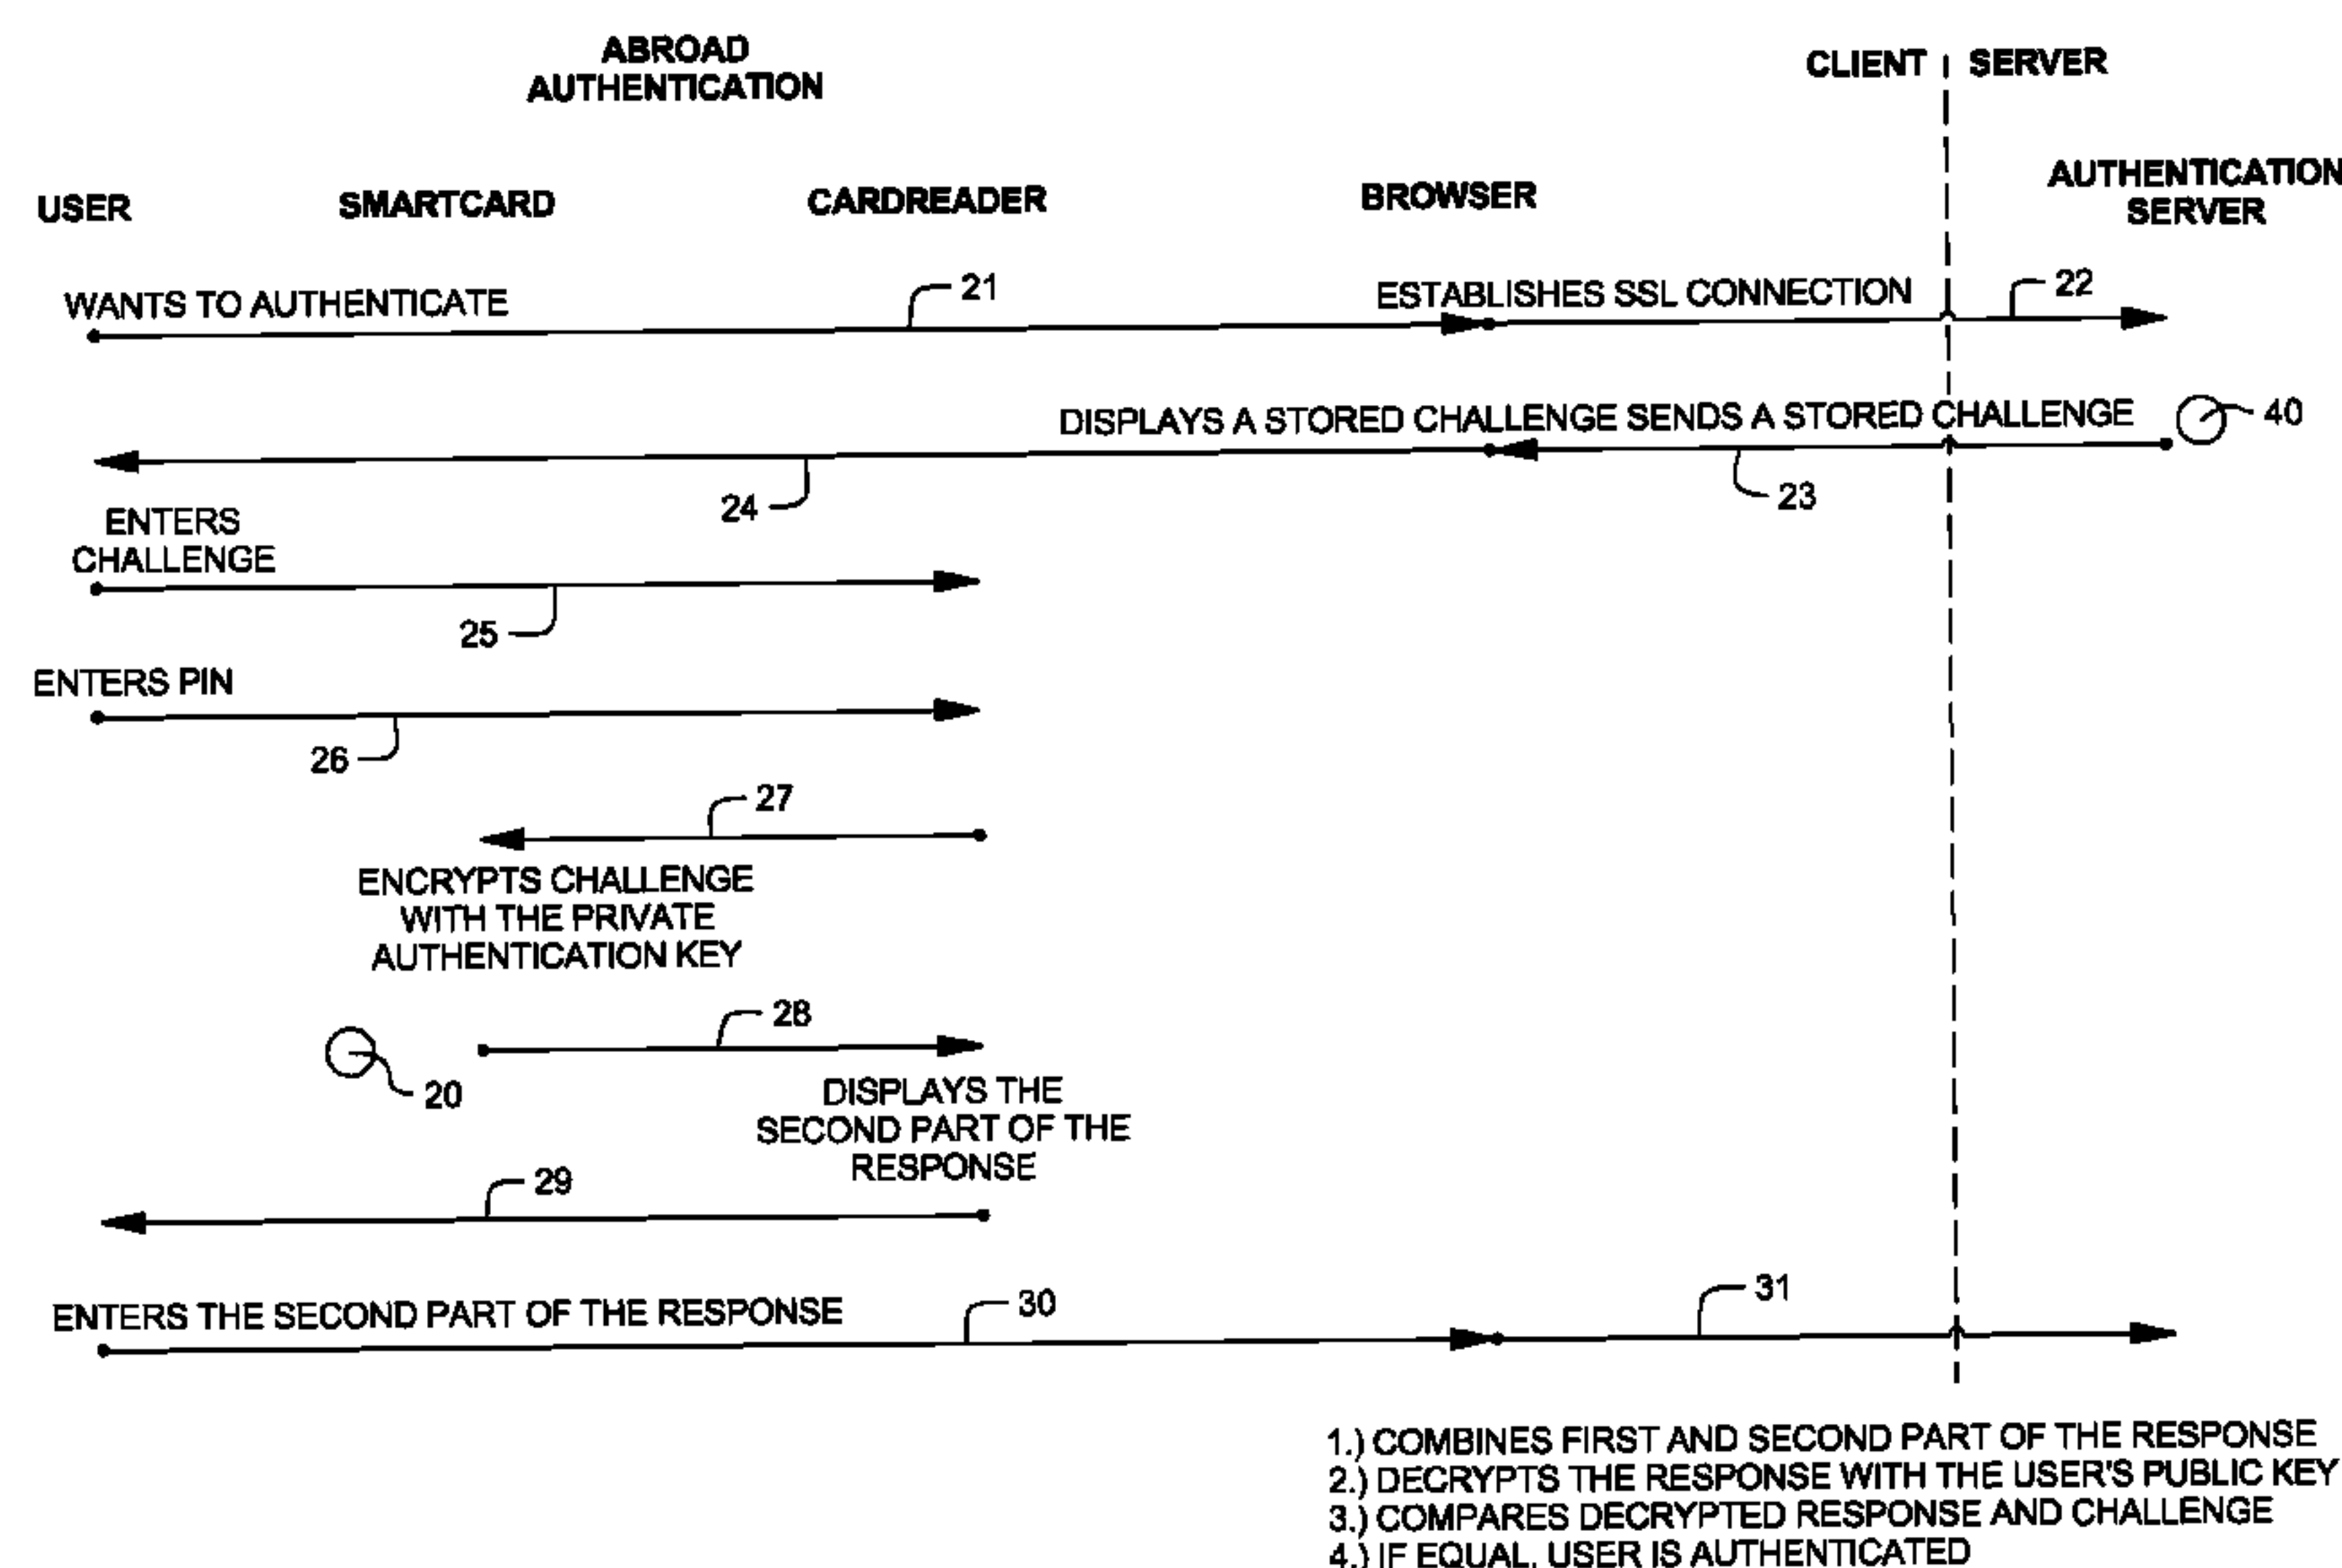 ABROAD
AUTHENTICATION
CLIENT SERVER
USER
SMARTCARD
CARDREADER
BROWSER
AUTHENTICATION
SERVER
WANTS TO AUTHENTICATE
21
ESTABLISHES SSL CONNECTION
22
DISPLAYS A STORED CHALLENGE SENDS A STORED CHALLENGE
40
24
23
ENTERS
CHALLENGE
25
ENTERS PIN
26
27
ENCRYPTS CHALLENGE
WITH THE PRIVATE
AUTHENTICATION KEY
28
20
DISPLAYS THE
SECOND PART OF THE
RESPONSE
29
ENTERS THE SECOND PART OF THE RESPONSE
30
31
1.) COMBINES FIRST AND SECOND PART OF THE RESPONSE
2.) DECRYPTS THE RESPONSE WITH THE USER'S PUBLIC KEY
3.) COMPARES DECRYPTED RESPONSE AND CHALLENGE
4.) IF EQUAL, USER IS AUTHENTICATED